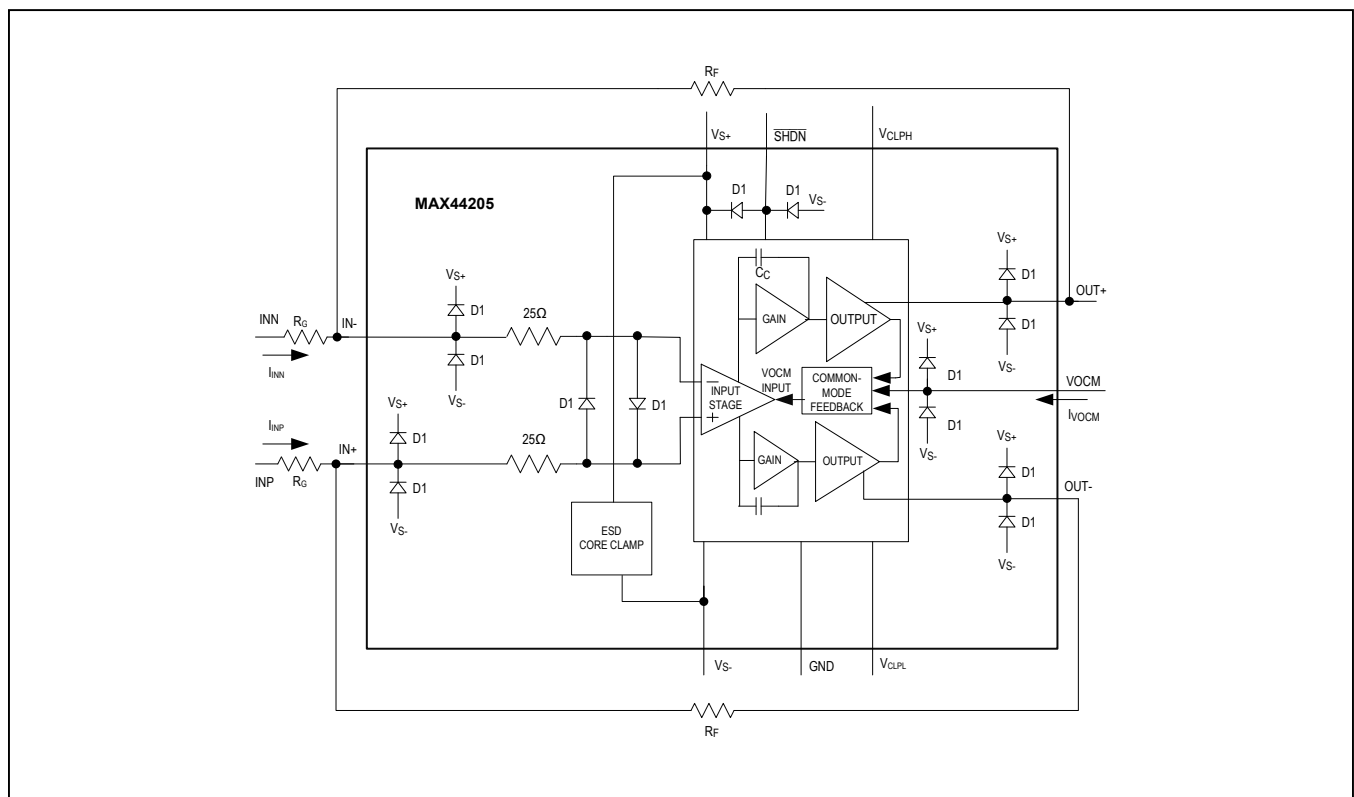 RF
VS+
SHDN
VCLPH
MAX44205
D1
D1
VS-
VS+
D1
OUT+
D1
VS-
CC
GAIN
OUTPUT
VS+
D1
25Ω
INN
RG
IN-
IINN
D1
VS-
VS+
D1
VOCM
IVOCM
D1
VS-
INPUT
STAGE
VOCM
INPUT
COMMON-
MODE
FEEDBACK
D1
D1
VS+
D1
IINP
IN+
INP
RG
25Ω
D1
VS-
GAIN
OUTPUT
VS+
D1
OUT-
D1
VS-
ESD
CORE CLAMP
VS-
GND
VCLPL
RF